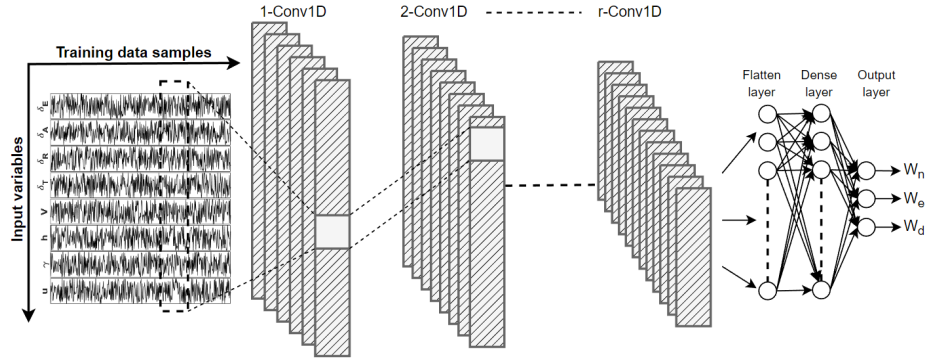 1-Conv1D
2-Conv1D
r-Conv1D
Training data samples
Input variables
δE
δA
δR
δT
V
h
γ
u
Flatten
layer
Dense
layer
Output
layer
Wn
We
Wd